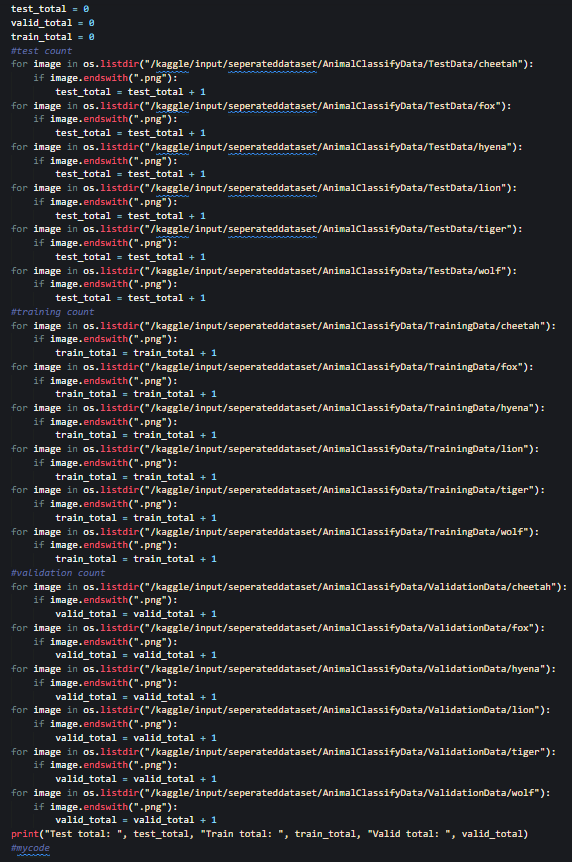 test_total = 0
valid_total = 0
train_total = 0
#test count
for image in os.listdir("/kaggle/input/seperateddataset/AnimalClassifyData/TestData/cheetah"):
    if image.endswith(".png"):
        test_total = test_total + 1
for image in os.listdir("/kaggle/input/seperateddataset/AnimalClassifyData/TestData/fox"):
    if image.endswith(".png"):
        test_total = test_total + 1
for image in os.listdir("/kaggle/input/seperateddataset/AnimalClassifyData/TestData/hyena"):
    if image.endswith(".png"):
        test_total = test_total + 1
for image in os.listdir("/kaggle/input/seperateddataset/AnimalClassifyData/TestData/lion"):
    if image.endswith(".png"):
        test_total = test_total + 1
for image in os.listdir("/kaggle/input/seperateddataset/AnimalClassifyData/TestData/tiger"):
    if image.endswith(".png"):
        test_total = test_total + 1
for image in os.listdir("/kaggle/input/seperateddataset/AnimalClassifyData/TestData/wolf"):
    if image.endswith(".png"):
        test_total = test_total + 1
#training count
for image in os.listdir("/kaggle/input/seperateddataset/AnimalClassifyData/TrainingData/cheetah"):
    if image.endswith(".png"):
        train_total = train_total + 1
for image in os.listdir("/kaggle/input/seperateddataset/AnimalClassifyData/TrainingData/fox"):
    if image.endswith(".png"):
        train_total = train_total + 1
for image in os.listdir("/kaggle/input/seperateddataset/AnimalClassifyData/TrainingData/hyena"):
    if image.endswith(".png"):
        train_total = train_total + 1
for image in os.listdir("/kaggle/input/seperateddataset/AnimalClassifyData/TrainingData/lion"):
    if image.endswith(".png"):
        train_total = train_total + 1
for image in os.listdir("/kaggle/input/seperateddataset/AnimalClassifyData/TrainingData/tiger"):
    if image.endswith(".png"):
        train_total = train_total + 1
for image in os.listdir("/kaggle/input/seperateddataset/AnimalClassifyData/TrainingData/wolf"):
    if image.endswith(".png"):
        train_total = train_total + 1
#validation count
for image in os.listdir("/kaggle/input/seperateddataset/AnimalClassifyData/ValidationData/cheetah"):
    if image.endswith(".png"):
        valid_total = valid_total + 1
for image in os.listdir("/kaggle/input/seperateddataset/AnimalClassifyData/ValidationData/fox"):
    if image.endswith(".png"):
        valid_total = valid_total + 1
for image in os.listdir("/kaggle/input/seperateddataset/AnimalClassifyData/ValidationData/hyena"):
    if image.endswith(".png"):
        valid_total = valid_total + 1
for image in os.listdir("/kaggle/input/seperateddataset/AnimalClassifyData/ValidationData/lion"):
    if image.endswith(".png"):
        valid_total = valid_total + 1
for image in os.listdir("/kaggle/input/seperateddataset/AnimalClassifyData/ValidationData/tiger"):
    if image.endswith(".png"):
        valid_total = valid_total + 1
for image in os.listdir("/kaggle/input/seperateddataset/AnimalClassifyData/ValidationData/wolf"):
    if image.endswith(".png"):
        valid_total = valid_total + 1
print("Test total: ", test_total, "Train total: ", train_total, "Valid total: ", valid_total)
#mycode